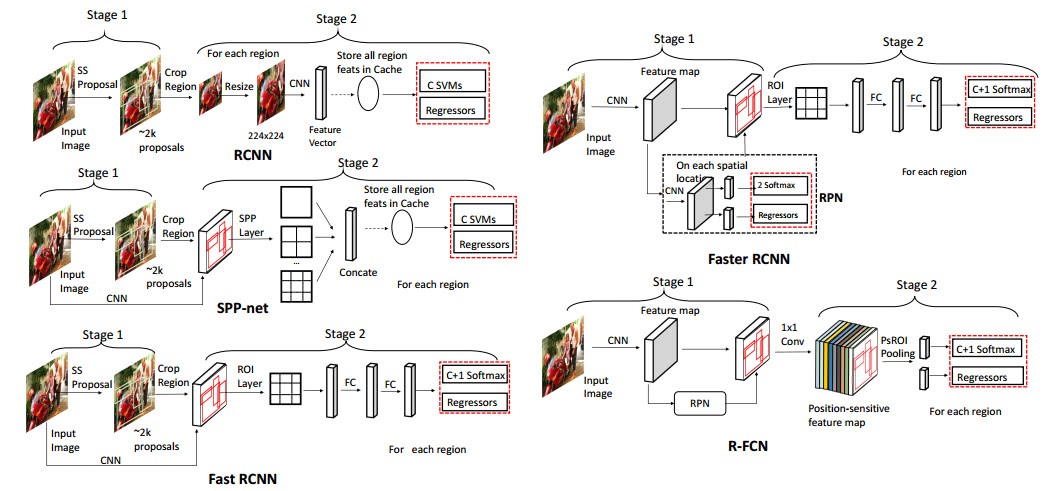 Stage 1
Stage 2
For each region
SS
Proposal
Crop
Region
Resize
CNN
Store all region
feats in Cache
C SVMs
Regressors
Input
Image
~2k
proposals
224x224
Feature
Vector
RCNN
Stage 1
Stage 2
SS
Proposal
Crop
Region
SPP
Layer
...
Store all region
feats in Cache
C SVMs
Regressors
Input
Image
~2k
proposals
CNN
Concate
For each region
SPP-net
Stage 1
Stage 2
SS
Proposal
Crop
Region
ROI
Layer
FC
FC
C+1 Softmax
Regressors
Input
Image
~2k
proposals
CNN
For each region
Fast RCNN
Stage 1
Stage 2
Feature map
CNN
ROI
Layer
FC
FC
C+1 Softmax
Regressors
Input
Image
On each spatial
location
CNN
2 Softmax
Regressors
RPN
For each region
Faster RCNN
Stage 1
Stage 2
Feature map
CNN
1x1
Conv
PsROI
Pooling
C+1 Softmax
Regressors
Input
Image
RPN
Position-sensitive
feature map
For each region
R-FCN